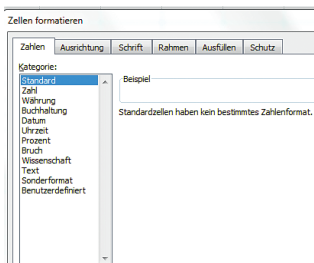 Zellen formatieren
Zahlen Ausrichtung Schrift Rahmen Ausfüllen Schutz
Kategorie:
Standard
Zahl
Währung
Buchhaltung
Datum
Uhrzeit
Prozent
Bruch
Wissenschaft
Text
Sonderformat
Benutzerdefiniert
Beispiel
Standardzellen haben kein bestimmtes Zahlenformat.